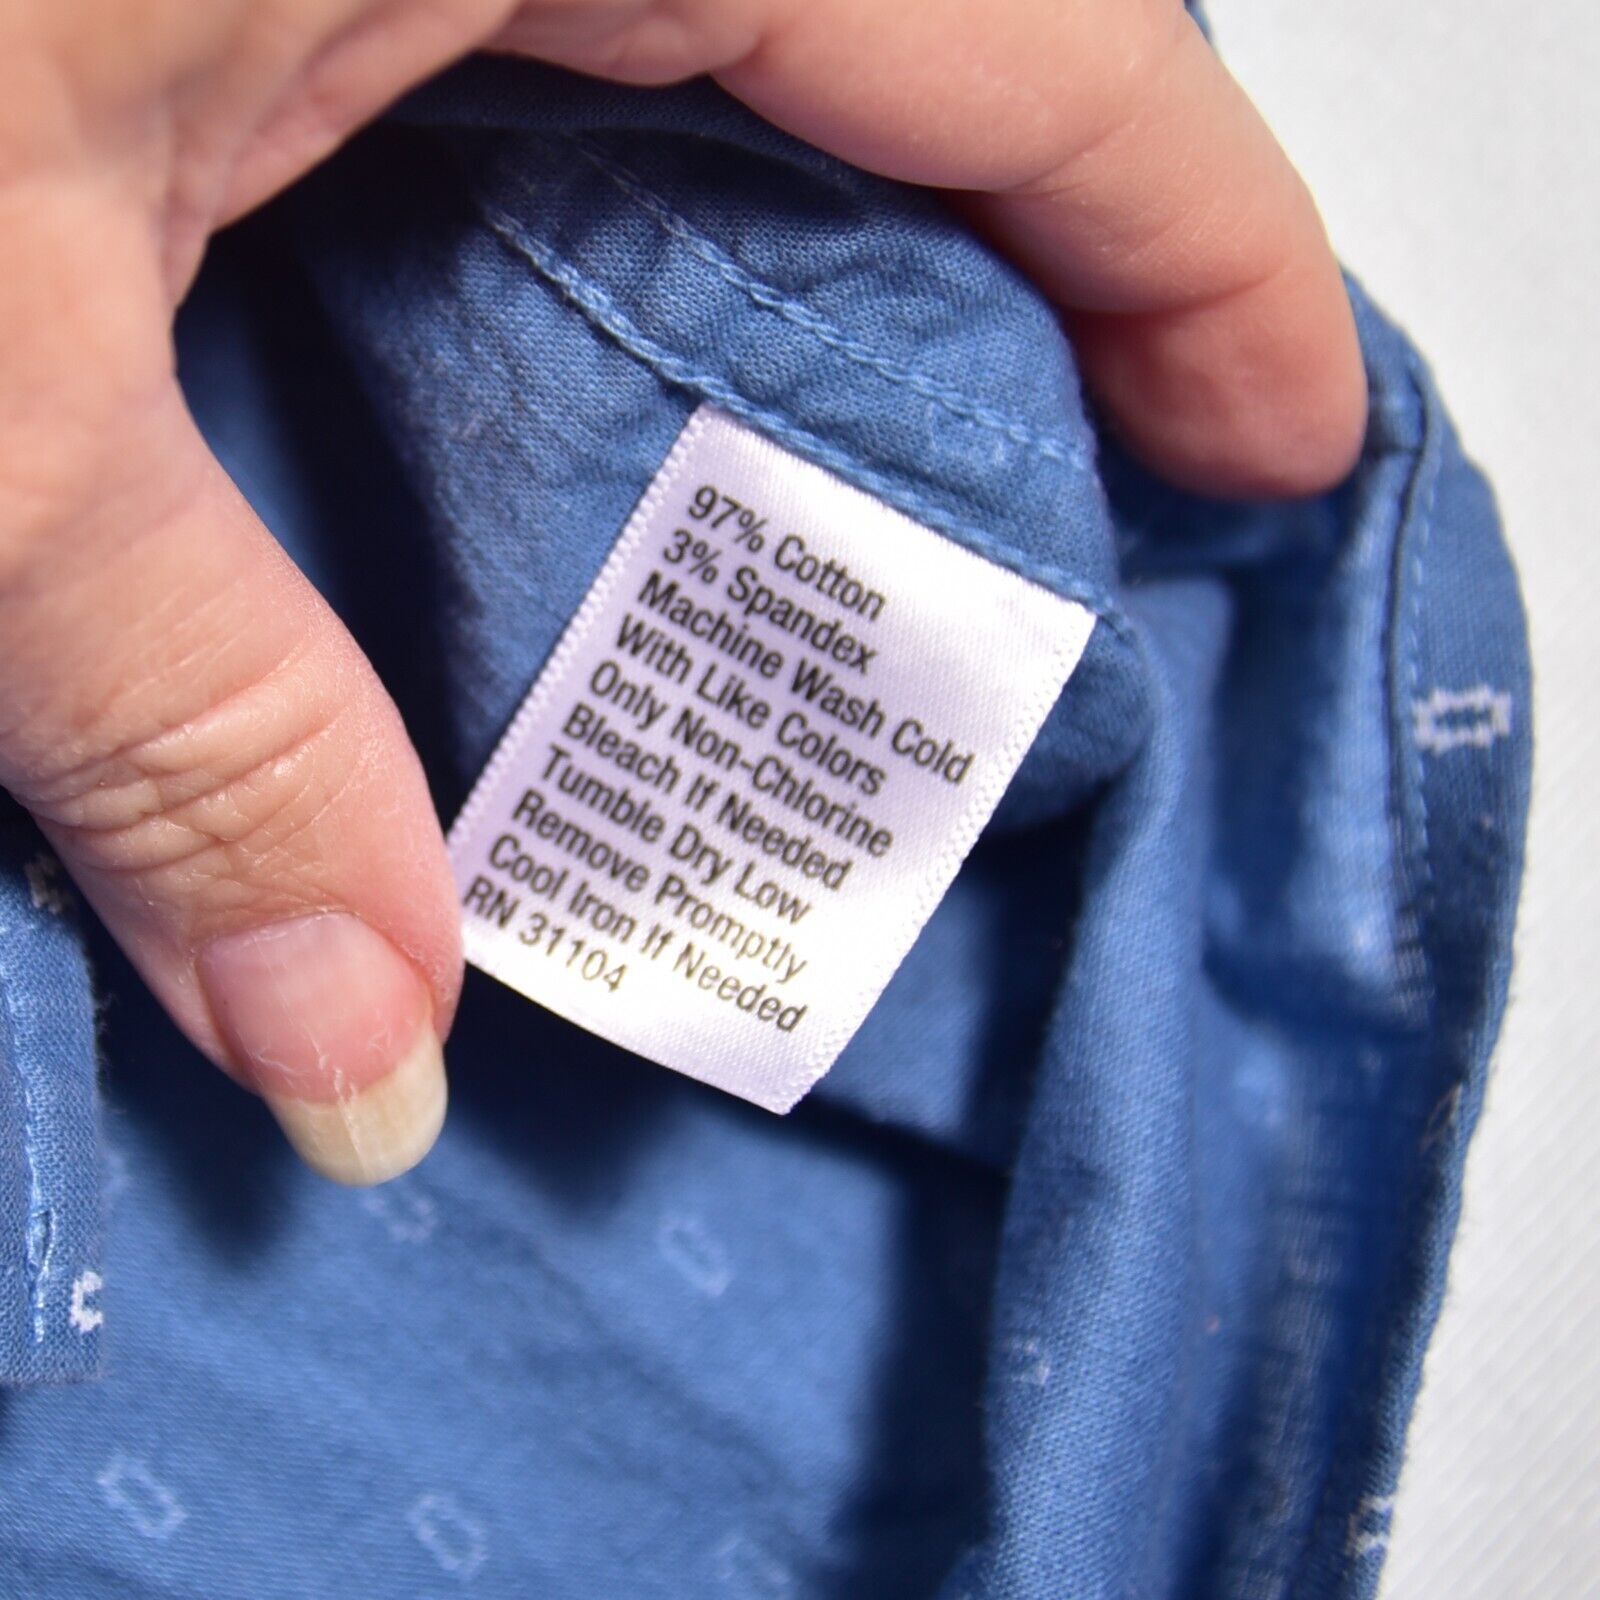 97% Cotton
3% Spandex
Machine Wash Cold
With Like Colors
Only Non-Chlorine
Bleach If Needed
Tumble Dry Low
Remove Promptly
Cool Iron If Needed
RN 31104